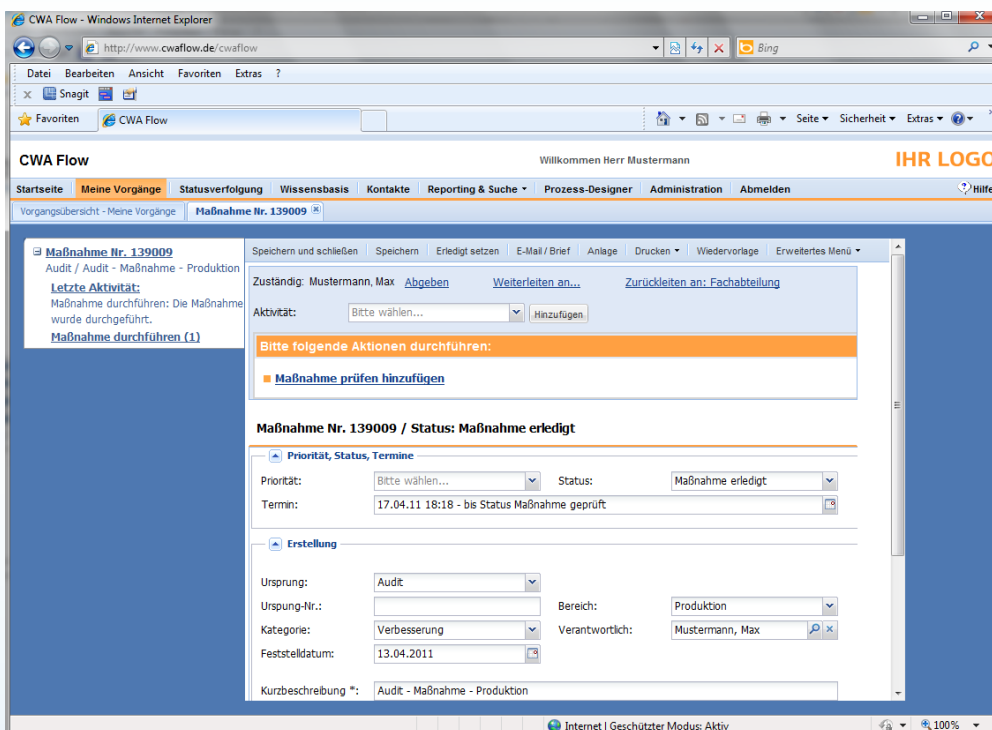 CWA Flow - Windows Internet Explorer
http://www.cwaflow.de/cwaflow
Bing
Datei Bearbeiten Ansicht Favoriten Extras ?
x Snagit
Favoriten CWA Flow Seite Sicherheit Extras
CWA Flow Willkommen Herr Mustermann IHR LOGO
Startseite Meine Vorgänge Statusverfolgung Wissensbasis Kontakte Reporting & Suche Prozess-Designer Administration Abmelden Hilfe
Vorgangsübersicht - Meine Vorgänge Maßnahme Nr. 139009
Maßnahme Nr. 139009
Audit / Audit - Maßnahme - Produktion
Letzte Aktivität:
Maßnahme durchführen: Die Maßnahme
wurde durchgeführt.
Maßnahme durchführen (1)
Speichern und schließen Speichern Erledigt setzen E-Mail / Brief Anlage Drucken Wiedervorlage Erweitertes Menü
Zuständig: Mustermann, Max Abgeben Weiterleiten an... Zurückleiten an: Fachabteilung
Aktivität: Bitte wählen... Hinzufügen
Bitte folgende Aktionen durchführen:
Maßnahme prüfen hinzufügen
Maßnahme Nr. 139009 / Status: Maßnahme erledigt
Priorität, Status, Termine
Priorität: Bitte wählen... Status: Maßnahme erledigt
Termin: 17.04.11 18:18 - bis Status Maßnahme geprüft
Erstellung
Ursprung: Audit
Urspung-Nr.: Bereich: Produktion
Kategorie: Verbesserung Verantwortlich: Mustermann, Max
Feststelldatum: 13.04.2011
Kurzbeschreibung *: Audit - Maßnahme - Produktion
Internet | Geschützter Modus: Aktiv 100%